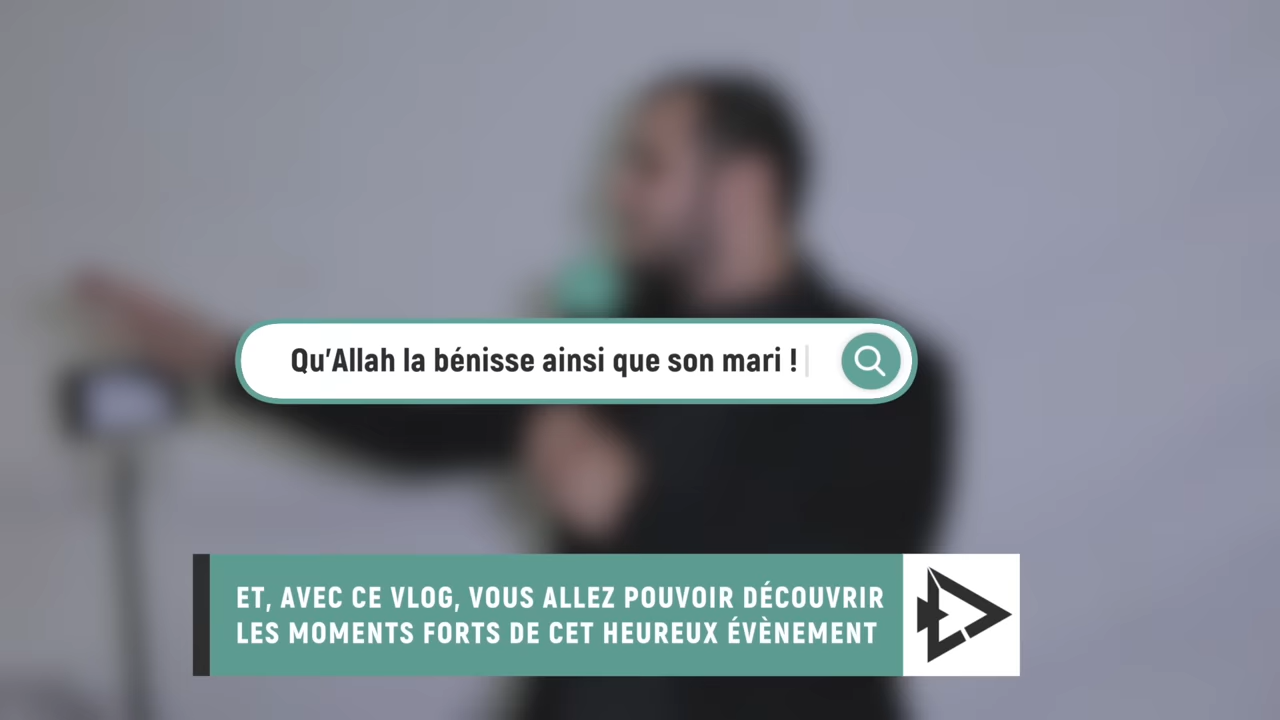 Qu'Allah la bénisse ainsi que son mari !
ET, AVEC CE VLOG, VOUS ALLEZ POUVOIR DÉCOUVRIR
LES MOMENTS FORTS DE CET HEUREUX ÉVÈNEMENT